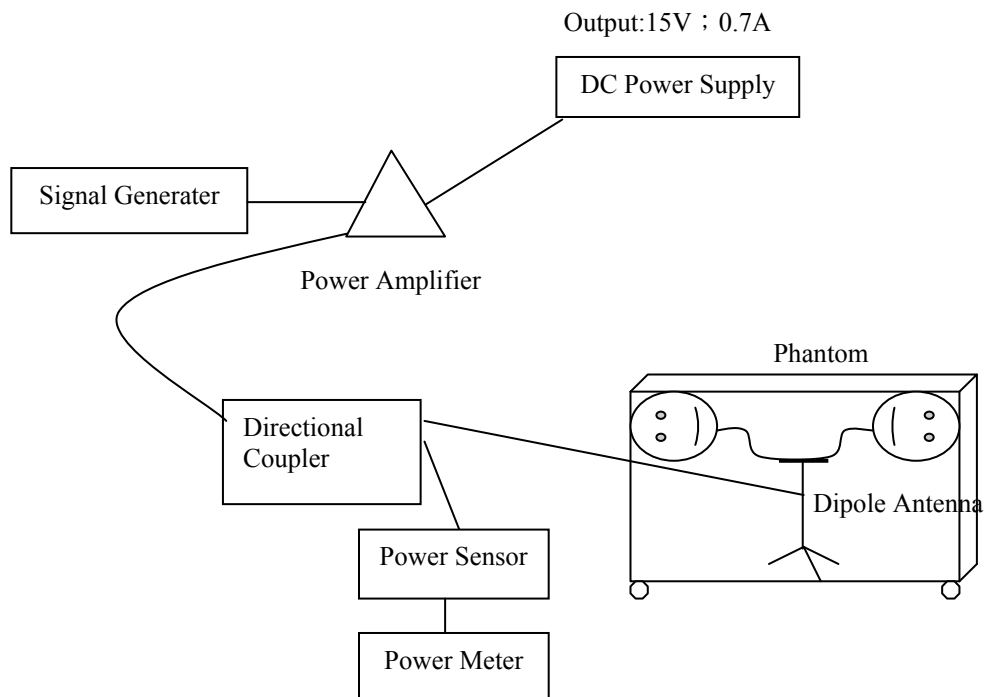 Output:15V；0.7A
DC Power Supply
Signal Generater
Power Amplifier
Phantom
Directional
Coupler
Dipole Antenna
Power Sensor
Power Meter